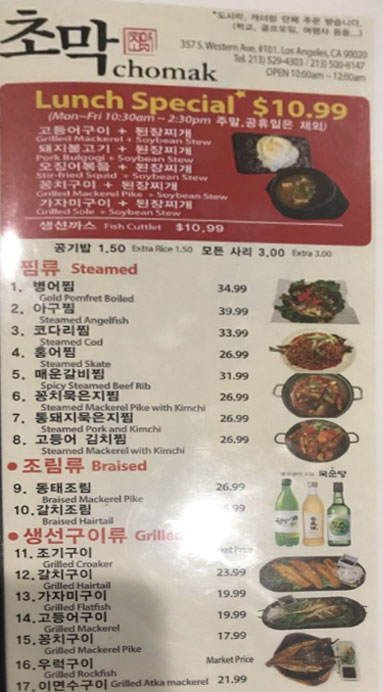 *도시락, 캐더링 단체 주문 받습니다.
(학교, 골프모임, 여행사 등등...)
초막
chomak
357 S. Western Ave, #101. Los Angeles, CA 90020
Tel. 213) 529-4303 / 213) 500-8147
OPEN 10:00am ~ 12:00am
Lunch Special* $10.99
(Mon~Fri 10:30am ~ 2:30pm 주말,공휴일은 제외)
고등어구이 + 된장찌개
Grilled Mackerel + Soybean Stew
돼지불고기 + 된장찌개
Pork Bulgogi + Soybean Stew
오징어볶음 + 된장찌개
Stir-fried Squid + Soybean Stew
꽁치구이 + 된장찌개
Grilled Mackerel Pike + Soybean Stew
가자미구이 + 된장찌개
Grilled Sole + Soybean Stew
생선까스 Fish Cuttlet $10,99
공기밥 1.50 Extra Rice 1.50 모든 사리 3.00 Extra 3.00
찜류 Steamed
1. 병어찜 34.99
Gold Pomfret Boiled
2. 아구찜 39.99
Steamed Angelfish
3. 코다리찜 33.99
Steamed Cod
4. 홍어찜 26.99
Steamed Skate
5. 매운갈비찜 31.99
Spicy Steamed Beef Rib
6. 꽁치묵은지찜 26.99
Steamed Mackerel Pike with Kimchi
7. 통돼지묵은지찜 26.99
Steamed Pork and Kimchi
8. 고등어 김치찜 26.99
Steamed Mackerel with Kimchi
조림류 Braised
국순당
9. 동태조림 26.99
Braised Mackerel Pike
10. 갈치조림
Braised Hairtail
생선구이류 Grilled
11. 조기구이
Grilled Croaker
12. 갈치구이 23.99
Grilled Hairtail
13. 가자미구이 19.99
Grilled Flatfish
14. 고등어구이 19.99
Grilled Mackerel
15. 꽁치구이 17.99
Grilled Mackerel Pike
16. 우럭구이 Market Price
Grilled Rockfish
17. 이면수구이 Grilled Atka mackerel 21.99